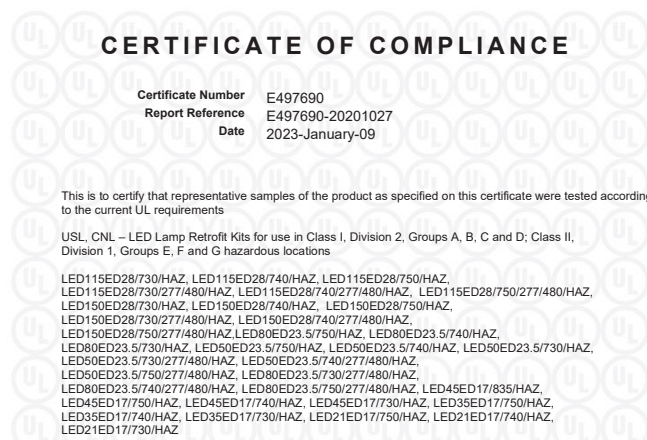 CERTIFICATE OF COMPLIANCE
Certificate Number E497690
Report Reference E497690-20201027
Date 2023-January-09
This is to certify that representative samples of the product as specified on this certificate were tested according
to the current UL requirements
USL, CNL – LED Lamp Retrofit Kits for use in Class I, Division 2, Groups A, B, C and D; Class II,
Division 1, Groups E, F and G hazardous locations
LED115ED28/730/HAZ, LED115ED28/740/HAZ, LED115ED28/750/HAZ,
LED115ED28/730/277/480/HAZ, LED115ED28/740/277/480/HAZ, LED115ED28/750/277/480/HAZ,
LED150ED28/730/HAZ, LED150ED28/740/HAZ, LED150ED28/750/HAZ,
LED150ED28/730/277/480/HAZ, LED150ED28/740/277/480/HAZ,
LED150ED28/750/277/480/HAZ,LED80ED23.5/750/HAZ, LED80ED23.5/740/HAZ,
LED80ED23.5/730/HAZ, LED50ED23.5/750/HAZ, LED50ED23.5/740/HAZ, LED50ED23.5/730/HAZ,
LED50ED23.5/730/277/480/HAZ, LED50ED23.5/740/277/480/HAZ,
LED50ED23.5/750/277/480/HAZ, LED80ED23.5/730/277/480/HAZ,
LED80ED23.5/740/277/480/HAZ, LED80ED23.5/750/277/480/HAZ, LED45ED17/835/HAZ,
LED45ED17/750/HAZ, LED45ED17/740/HAZ, LED45ED17/730/HAZ, LED35ED17/750/HAZ,
LED35ED17/740/HAZ, LED35ED17/730/HAZ, LED21ED17/750/HAZ, LED21ED17/740/HAZ,
LED21ED17/730/HAZ